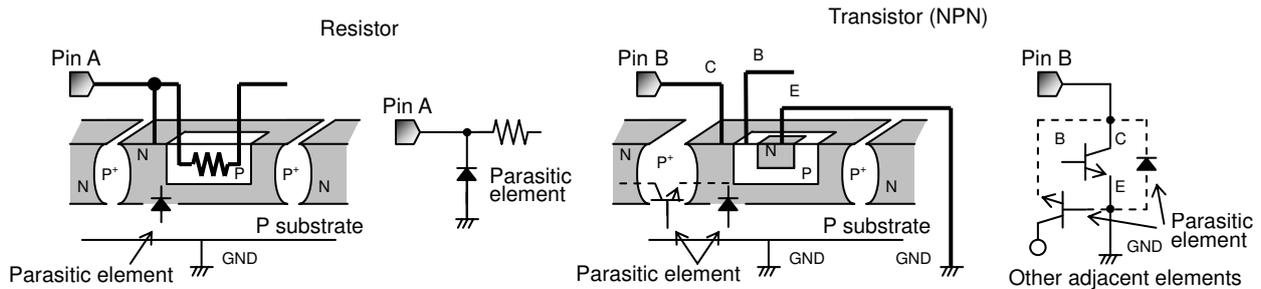 Resistor
Transistor (NPN)
Pin A
Pin A
N
N
P+
P
P+
N
Parasitic
element
P substrate
GND
Parasitic element
Pin B
C
B
E
N
P+
N
P
P+
N
P substrate
GND
GND
Parasitic element
Pin B
B
C
E
GND
Parasitic
element
Other adjacent elements